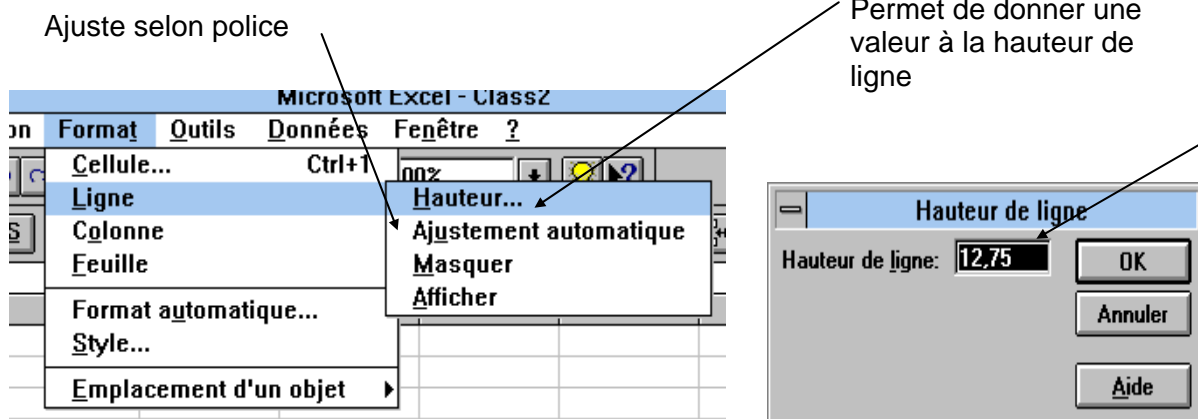 Ajuste selon police
Permet de donner une
valeur à la hauteur de
ligne
Microsoft Excel - Class2
on Format Outils Données Fenêtre ?
Cellule... Ctrl+1
00%
Ligne
Colonne
Feuille
Format automatique...
Style...
Emplacement d'un objet
Hauteur...
Ajustement automatique
Masquer
Afficher
S
Hauteur de ligne
Hauteur de ligne: 12,75
OK
Annuler
Aide